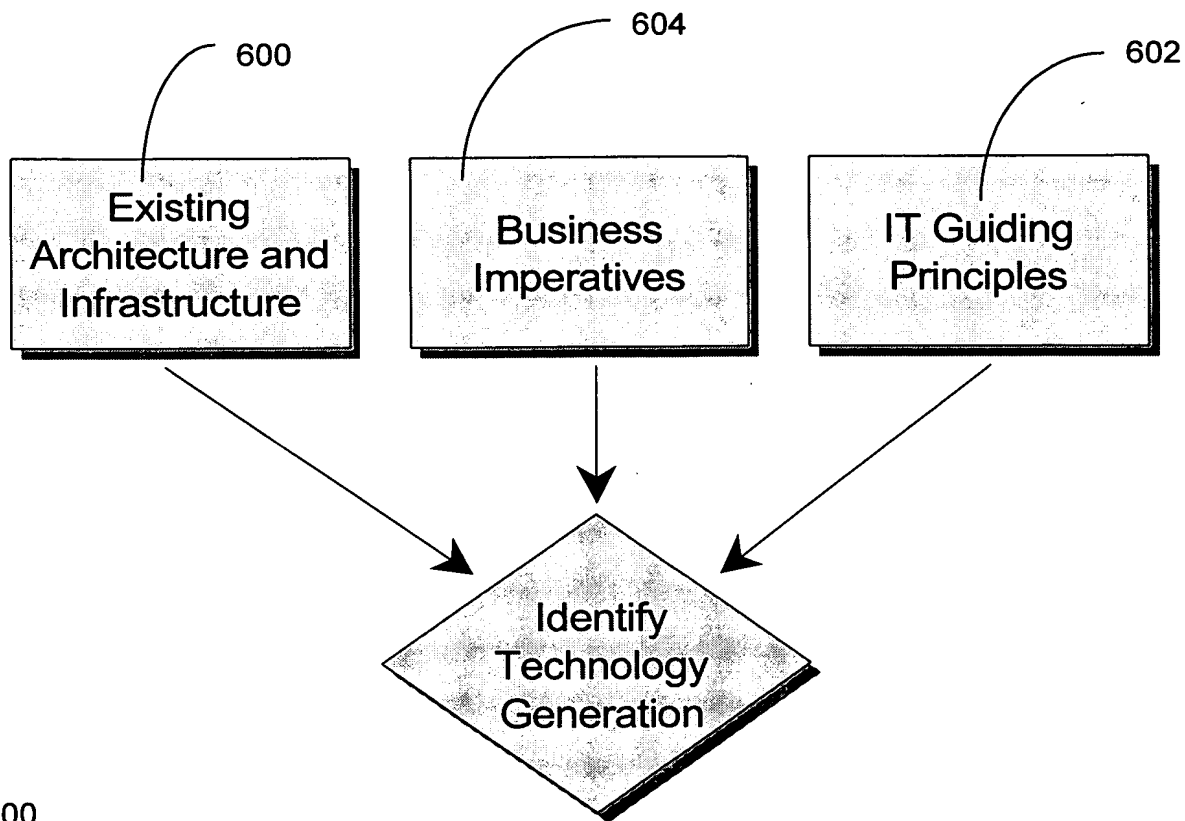 600
604
602
Existing
Architecture and
Infrastructure
Business
Imperatives
IT Guiding
Principles
Identify
Technology
Generation
00